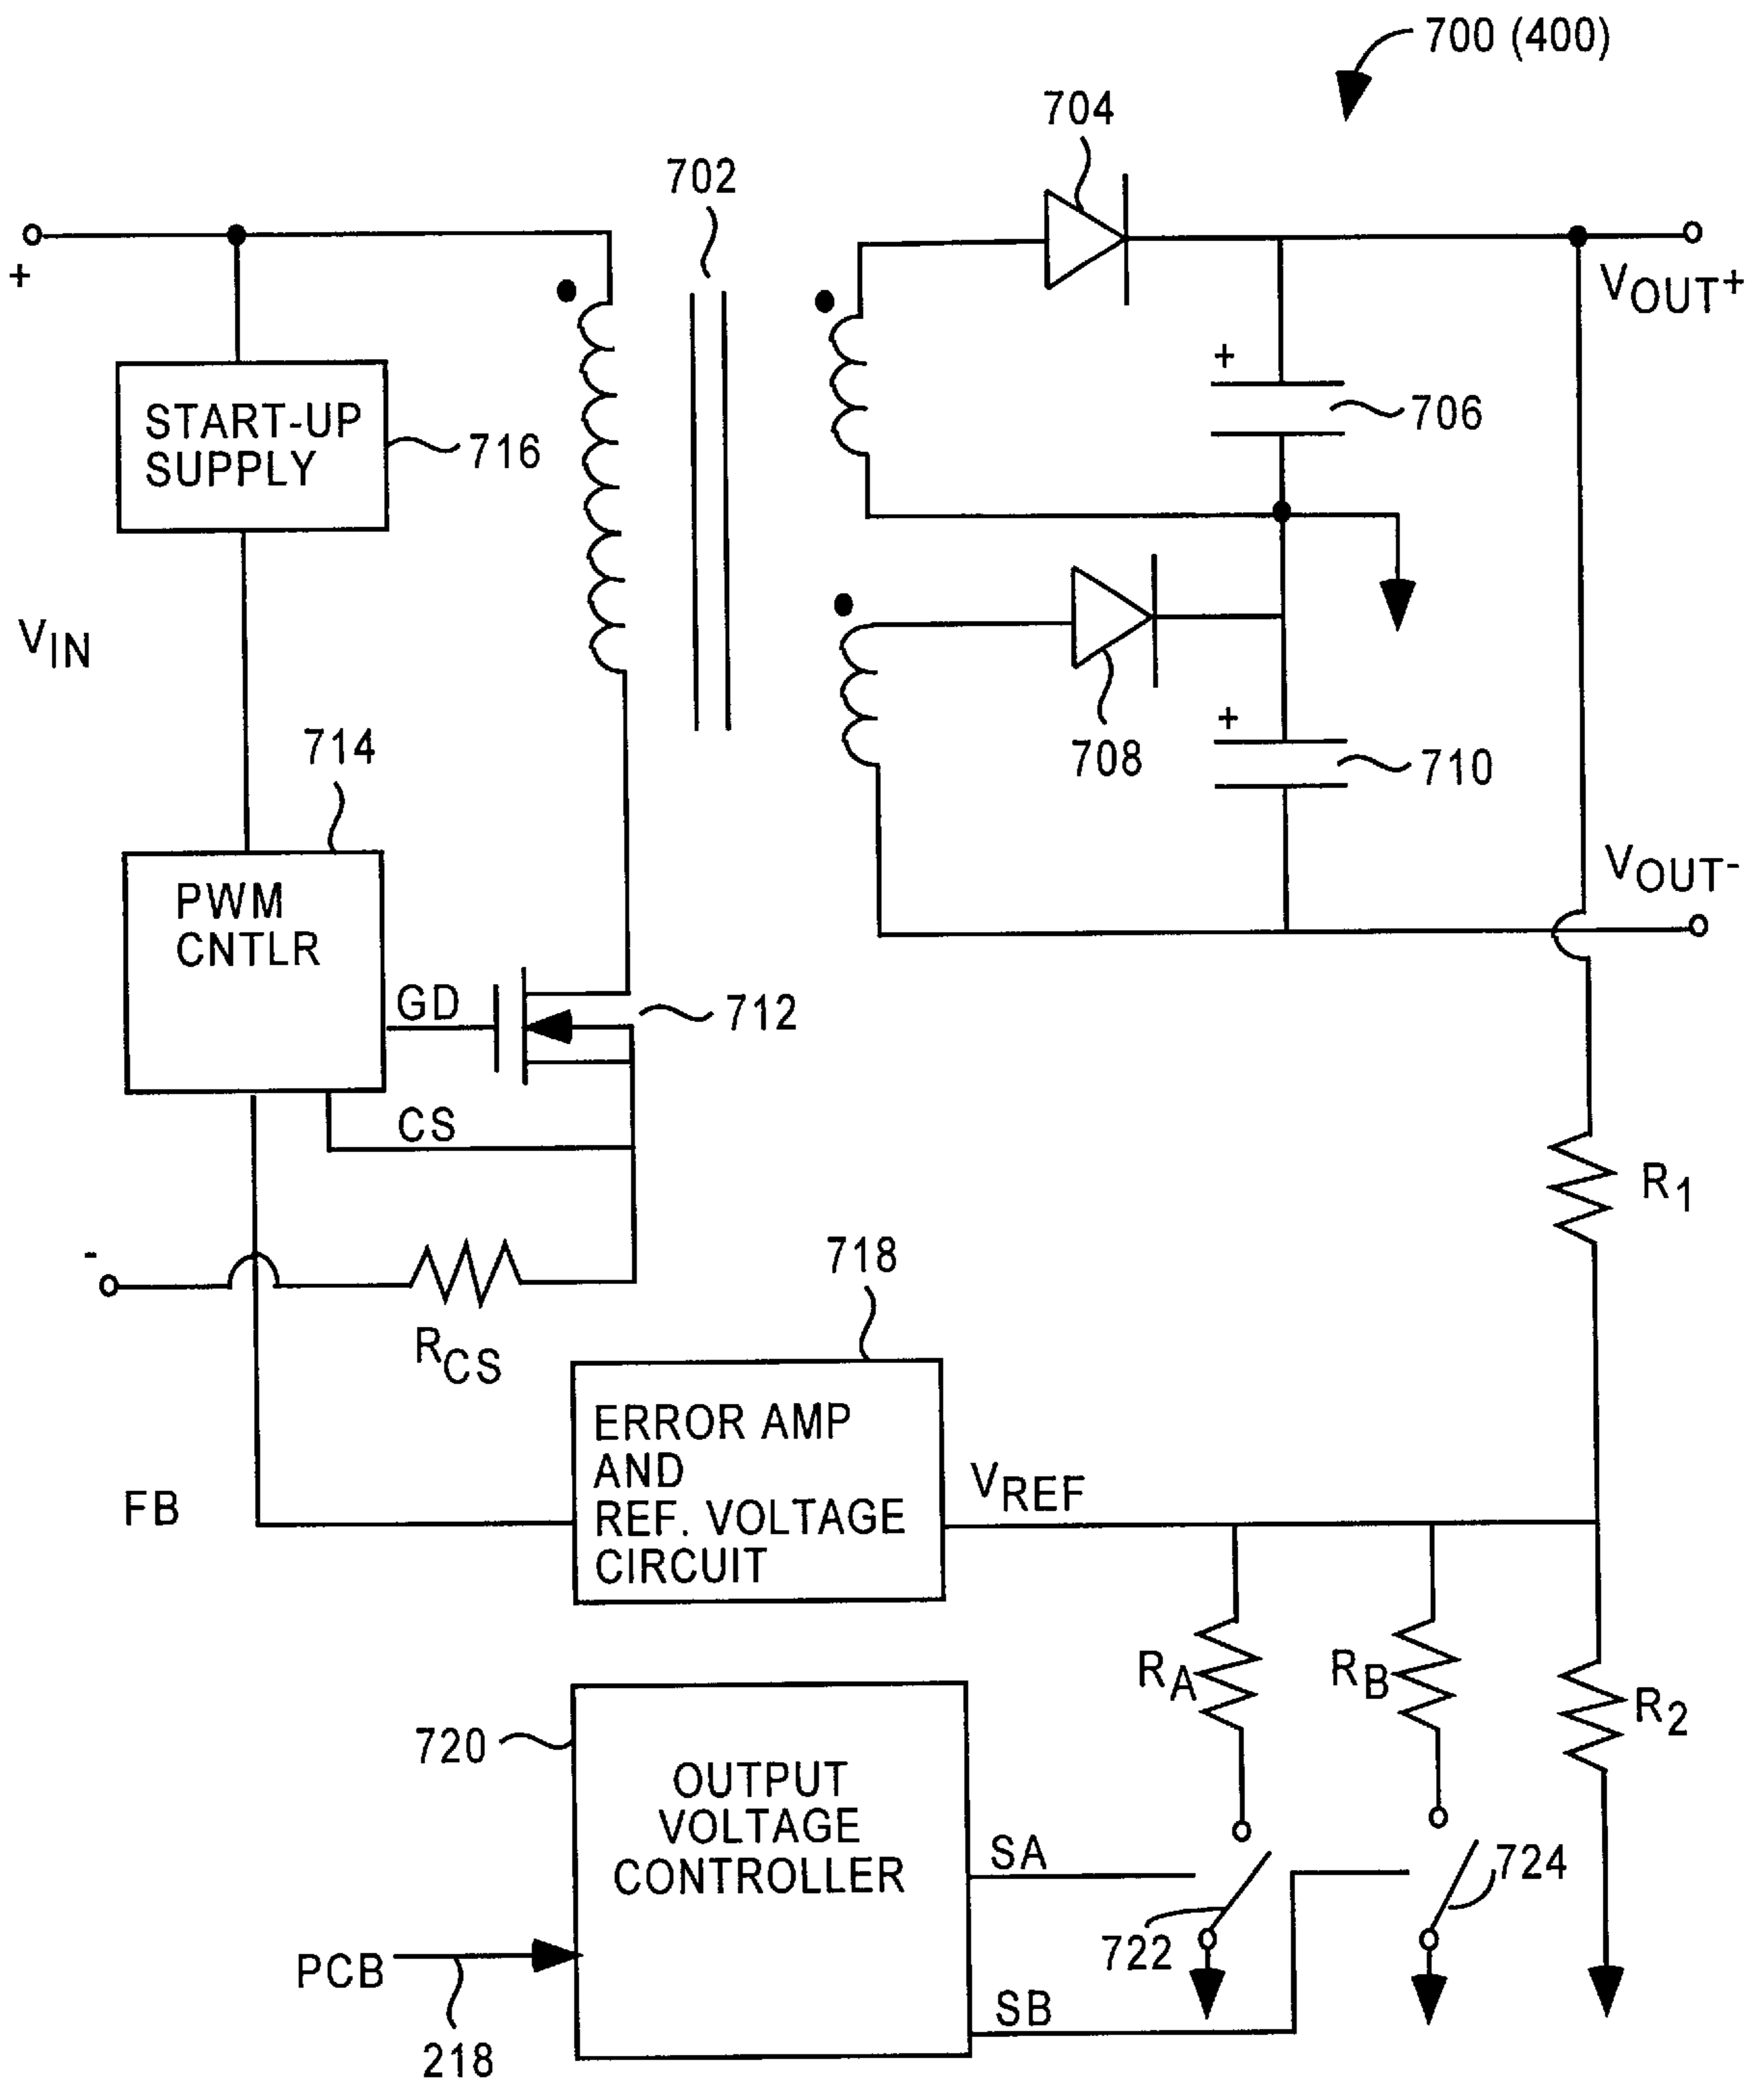 700 (400)
704
702
+
VOUT+
+
706
START-UP
SUPPLY
716
VIN
708
+
710
714
VOUT-
PWM
CNTLR
GD
712
CS
R1
-
RCS
718
ERROR AMP
AND
REF. VOLTAGE
CIRCUIT
VREF
FB
RA
RB
R2
720
OUTPUT
VOLTAGE
CONTROLLER
SA
724
722
PCB
SB
218